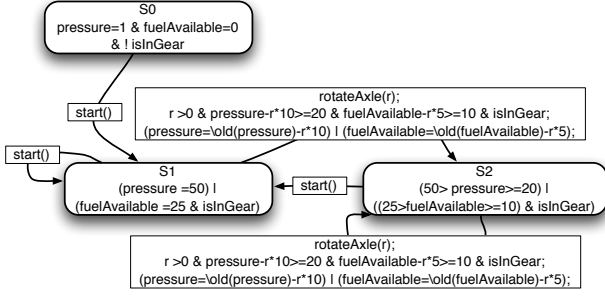 S0
pressure=1 & fuelAvailable=0
& ! isInGear
start()
rotateAxle(r);
r >0 & pressure-r*10>=20 & fuelAvailable-r*5>=10 & isInGear;
(pressure=\old(pressure)-r*10) | (fuelAvailable=\old(fuelAvailable)-r*5);
start()
S1
(pressure =50) |
(fuelAvailable =25 & isInGear)
start()
S2
(50> pressure>=20) |
((25>fuelAvailable>=10) & isInGear)
rotateAxle(r);
r >0 & pressure-r*10>=20 & fuelAvailable-r*5>=10 & isInGear;
(pressure=\old(pressure)-r*10) | (fuelAvailable=\old(fuelAvailable)-r*5);